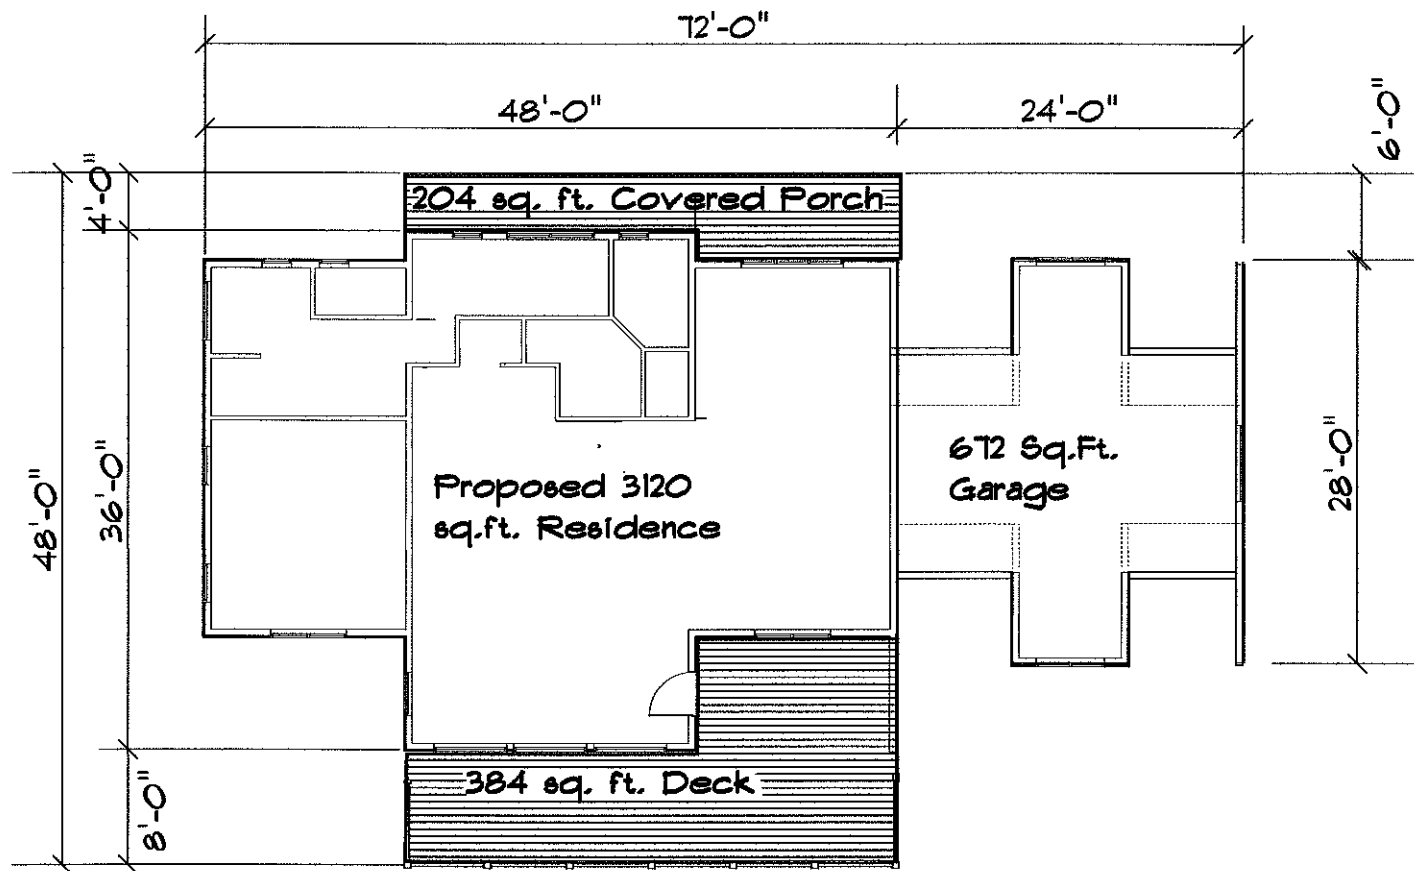 72'-0"
48'-0"
24'-0"
6'-0"
4'-0"
204 sq. ft. Covered Porch
672 Sq.Ft.
Garage
Proposed 3120
sq.ft. Residence
28'-0"
36'-0"
48'-0"
384 sq. ft. Deck
8'-0"